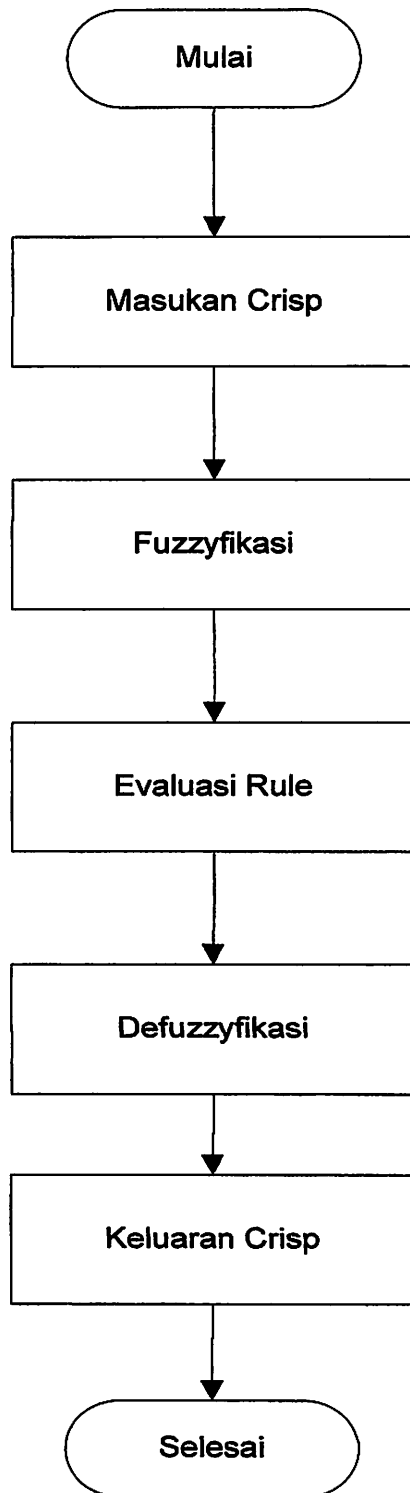 Mulai
Masukan Crisp
Fuzzyfikasi
Evaluasi Rule
Defuzzyfikasi
Keluaran Crisp
Selesai